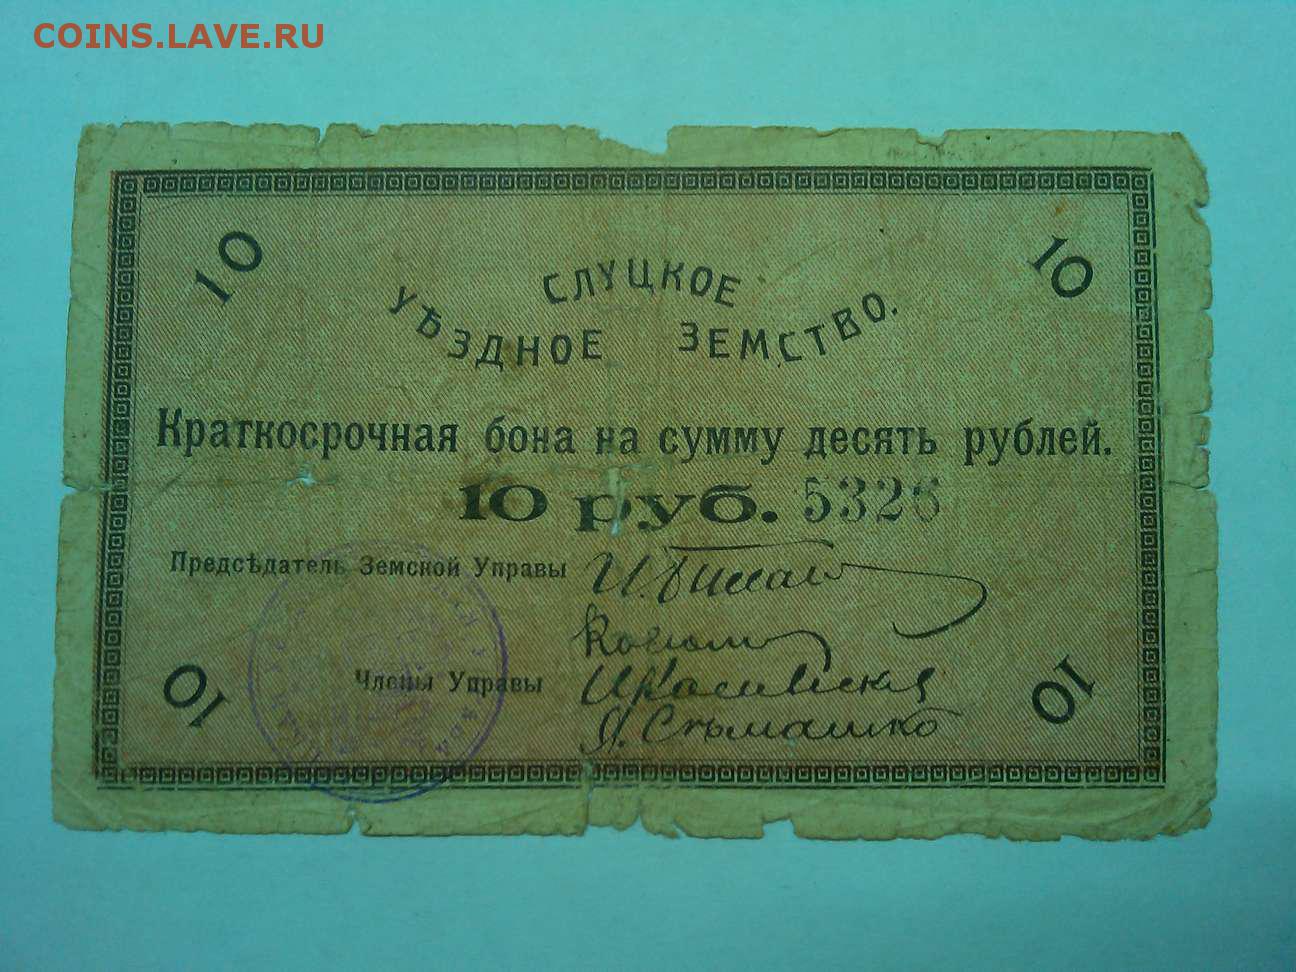 COINS.LAVE.RU
10 10
СЛУЦКОЕ
УѢЗДНОЕ ЗЕМСТВО.
Краткосрочная бона на сумму десять рублей.
10 руб. 5326
Предсѣдатель Земской Управы
Члены Управы
Я. Сѣмашко
10 10